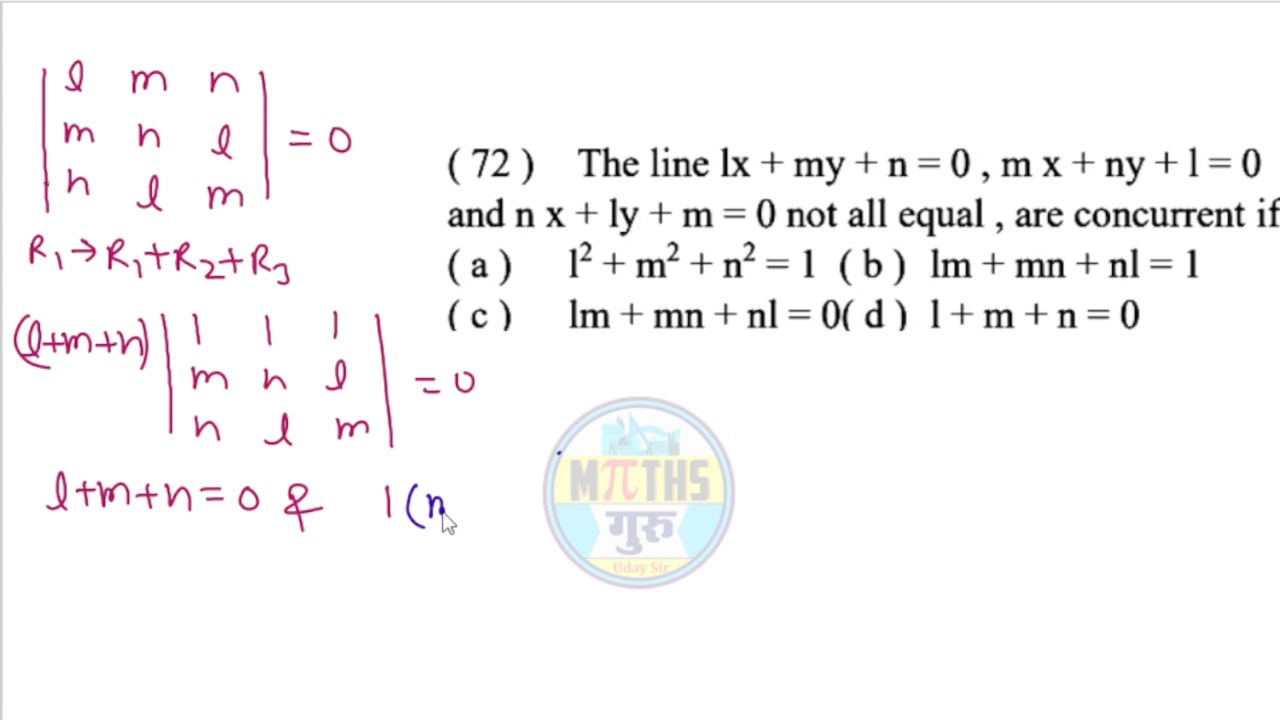 | l m n |
| m n l | = 0
| n l m |
R₁→R₁+R₂+R₃
(l+m+n) | 1 1 1 |
| m n l | = 0
| n l m |
l+m+n=0 & 1(n
( 72 ) The line lx + my + n = 0 , m x + ny + l = 0
and n x + ly + m = 0 not all equal , are concurrent if
( a ) l² + m² + n² = 1 ( b ) lm + mn + nl = 1
( c ) lm + mn + nl = 0( d ) l + m + n = 0
MπTHS
गुरु
Uday Sir